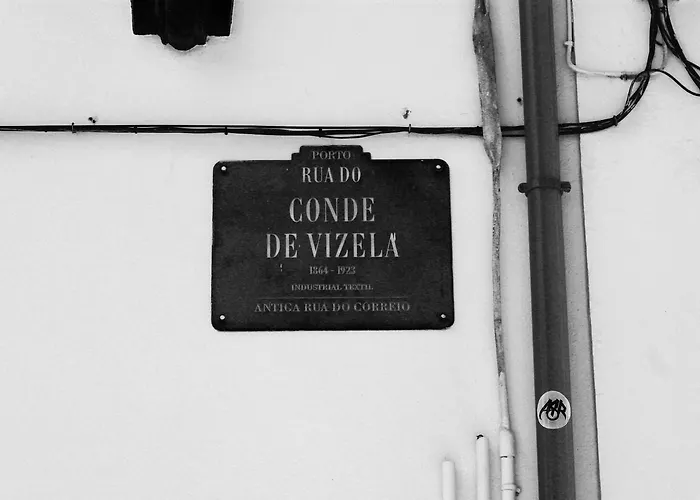 PORTO
RUA DO
CONDE
DE VIZELA
1864 - 1923
INDUSTRIAL TEXTIL
ANTIGA RUA DO CORREIO